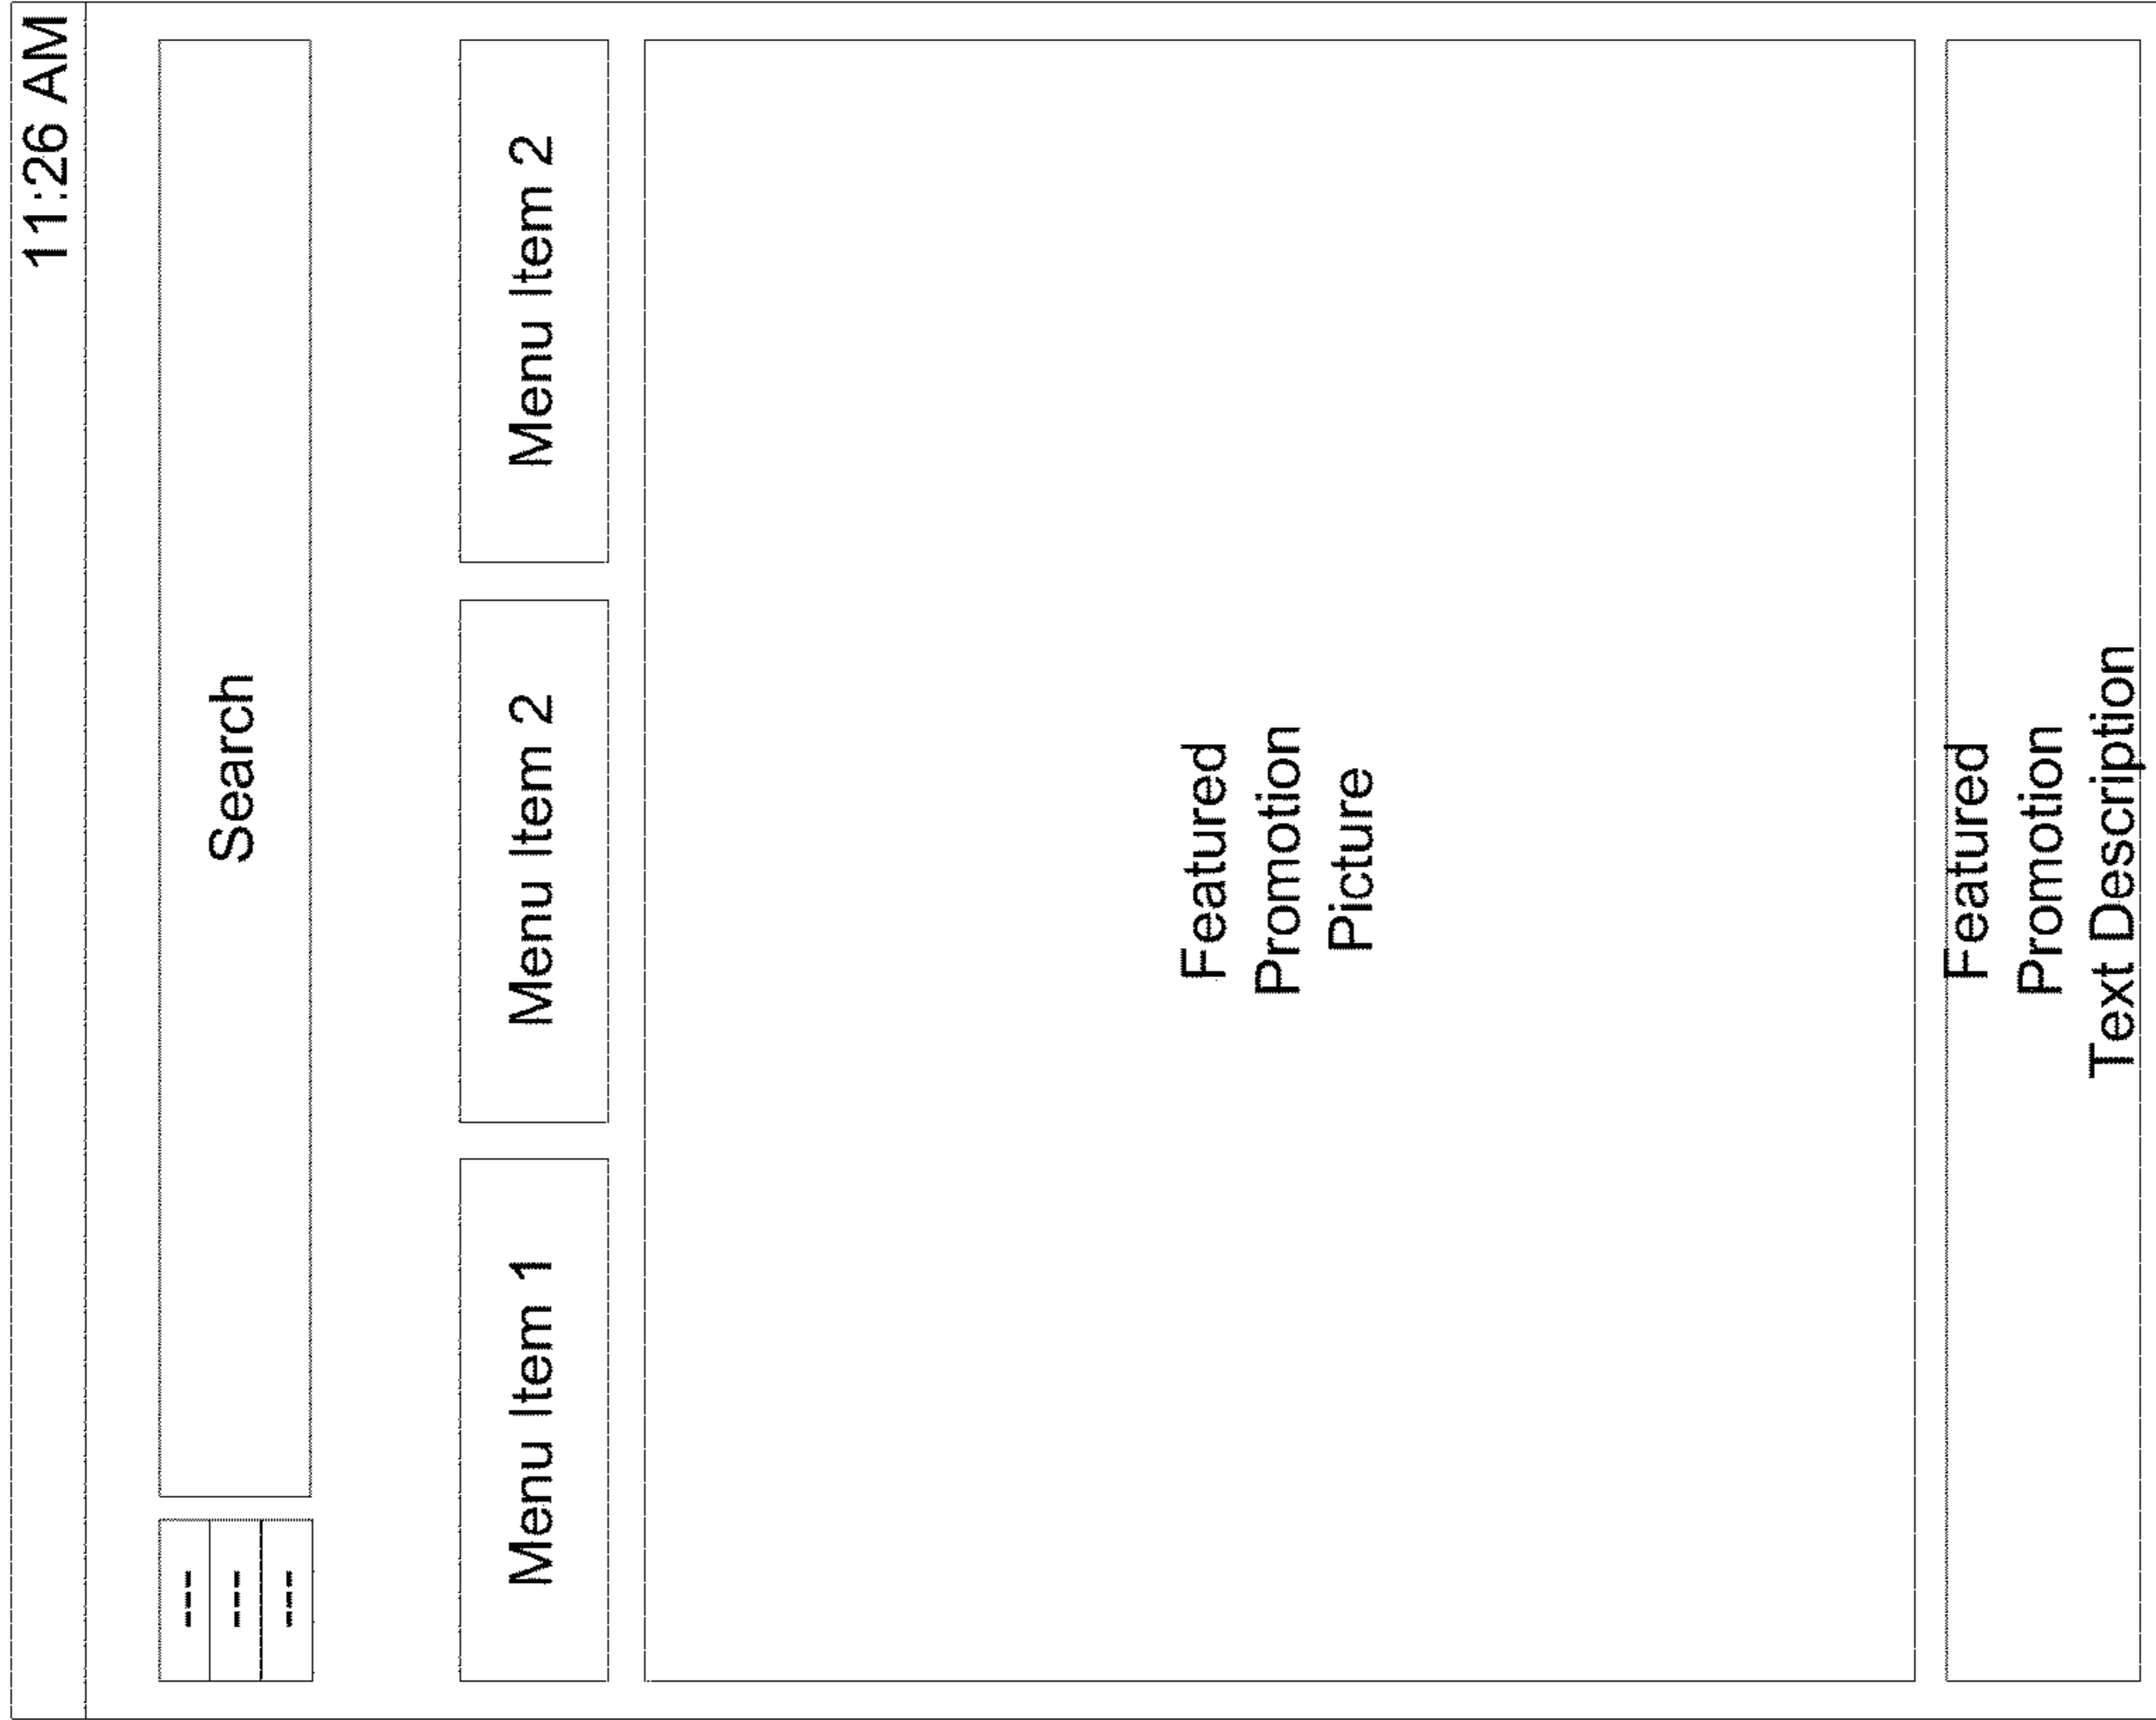 11:26 AM
---
---
---
Search
Menu Item 1
Menu Item 2
Menu Item 2
Featured
Promotion
Picture
Featured
Promotion
Text Description